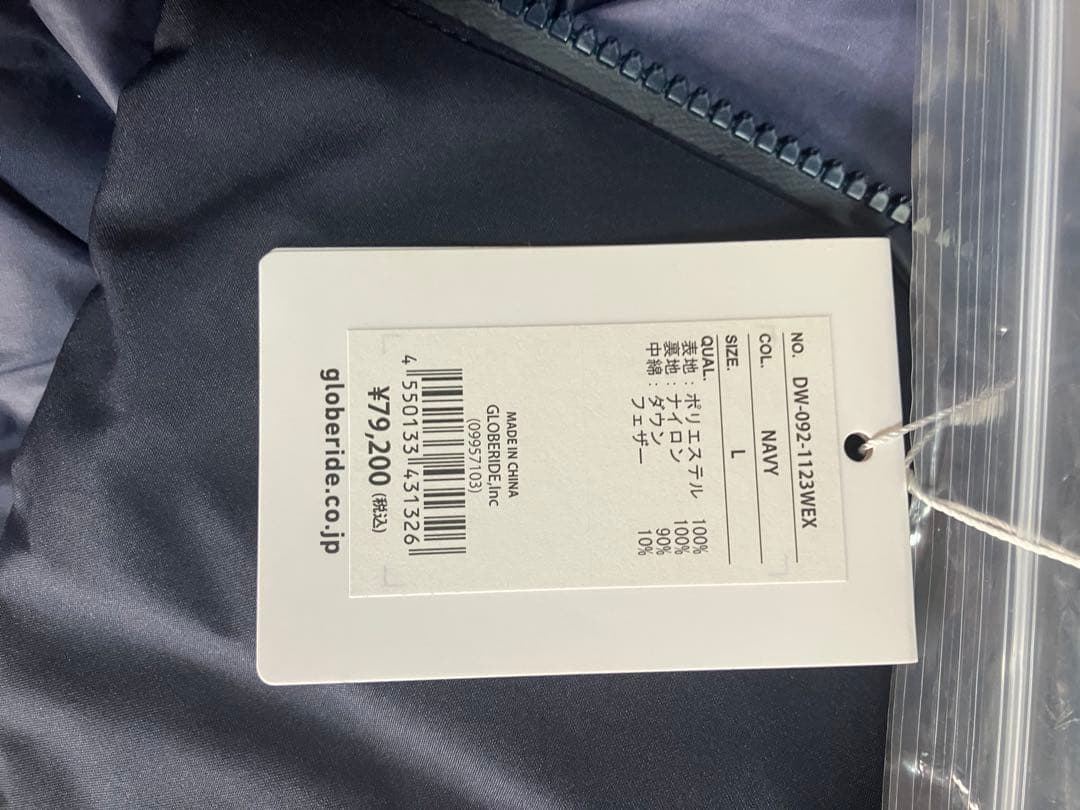 NO. DW-092-1123WEX
COL. NAVY
SIZE. L
QUAL.
表地：ポリエステル 100%
裏地：ナイロン 100%
中綿：ダウン 90%
フェザー 10%
MADE IN CHINA
GLOBERIDE,Inc
(09957103)
4 550133 431326
¥79,200 (税込)
globeride.co.jp